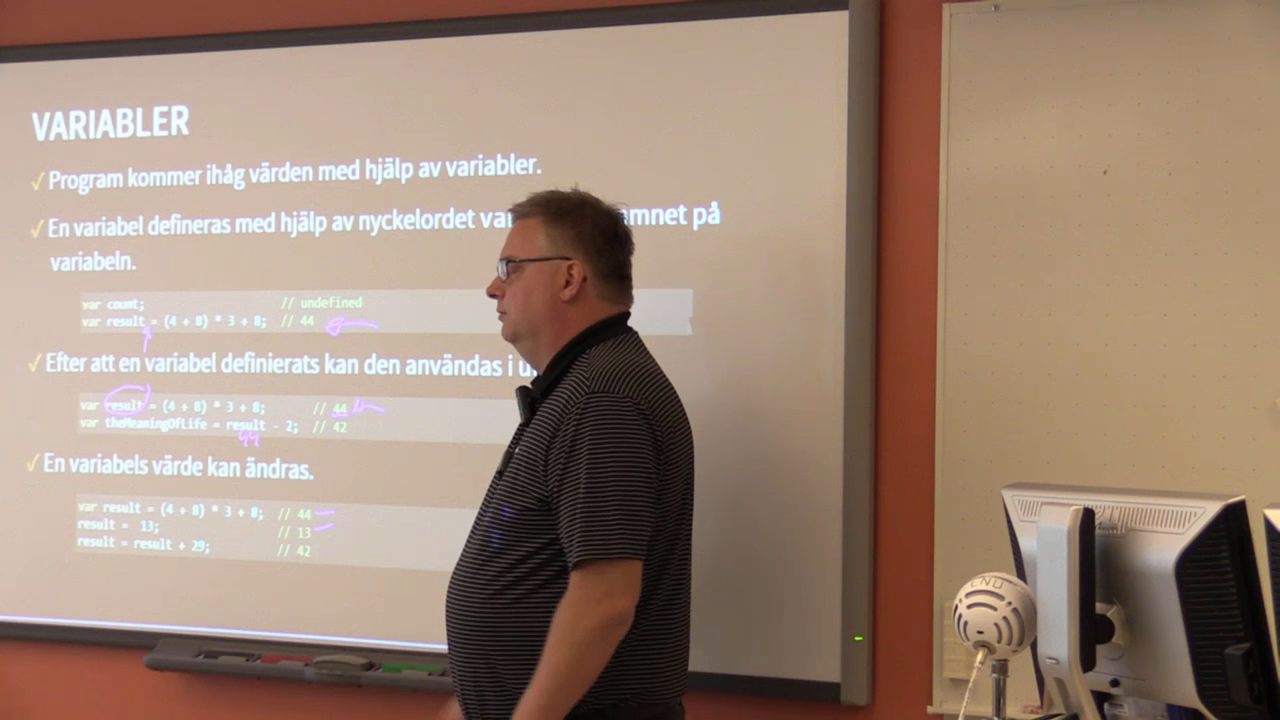 VARIABLER
✓ Program kommer ihåg värden med hjälp av variabler.
✓ En variabel defineras med hjälp av nyckelordet var amnet på
variabeln.
var count; // undefined
var result = (4 + 8) * 3 + 8; // 44
✓ Efter att en variabel definierats kan den användas i
var result = (4 + 8) * 3 + 8; // 44
var theMeaningOfLife = result - 2; // 42
44
✓ En variabels värde kan ändras.
var result = (4 + 8) * 3 + 8; // 44
result = 13; // 13
result = result + 29; // 42